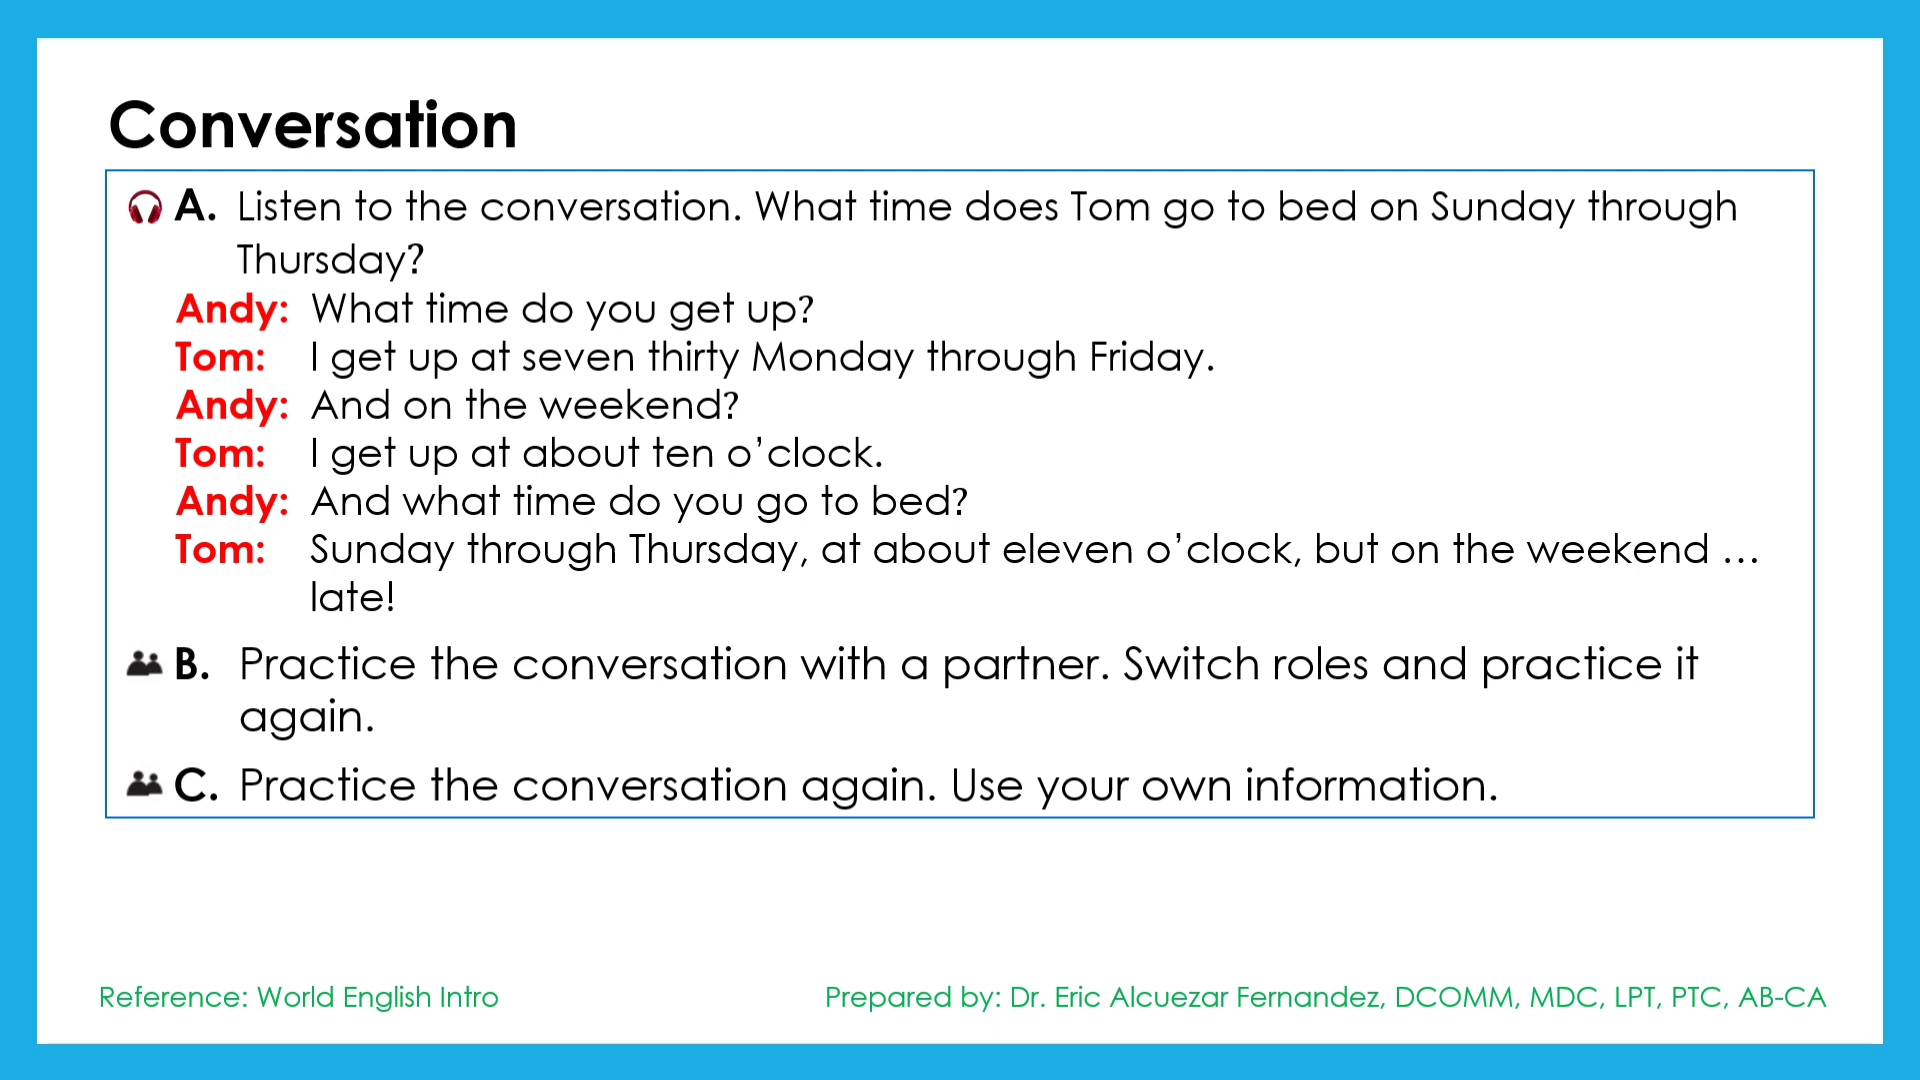 Conversation
A. Listen to the conversation. What time does Tom go to bed on Sunday through
Thursday?
Andy: What time do you get up?
Tom: I get up at seven thirty Monday through Friday.
Andy: And on the weekend?
Tom: I get up at about ten o’clock.
Andy: And what time do you go to bed?
Tom: Sunday through Thursday, at about eleven o’clock, but on the weekend …
late!
B. Practice the conversation with a partner. Switch roles and practice it
again.
C. Practice the conversation again. Use your own information.
Reference: World English Intro
Prepared by: Dr. Eric Alcuezar Fernandez, DCOMM, MDC, LPT, PTC, AB-CA